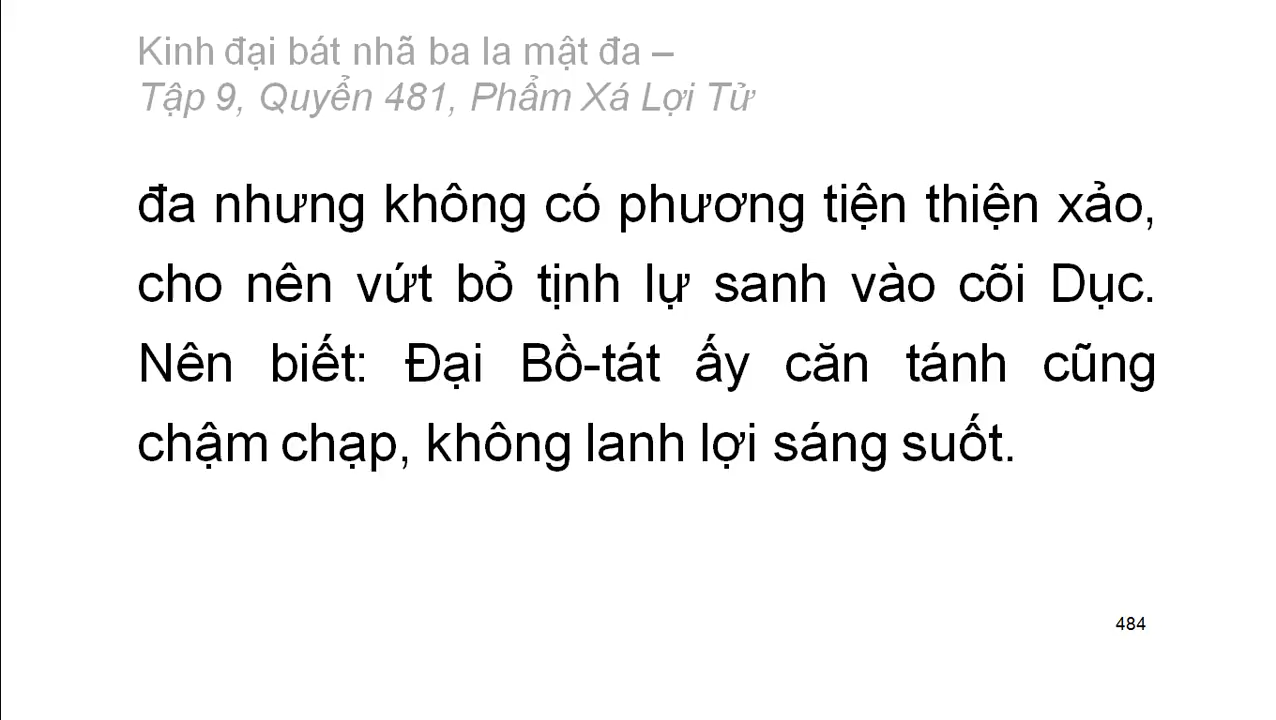 Kinh đại bát nhã ba la mật đa –
Tập 9, Quyển 481, Phẩm Xá Lợi Tử
đa nhưng không có phương tiện thiện xảo,
cho nên vứt bỏ tịnh lự sanh vào cõi Dục.
Nên biết: Đại Bồ-tát ấy căn tánh cũng
chậm chạp, không lanh lợi sáng suốt.
484